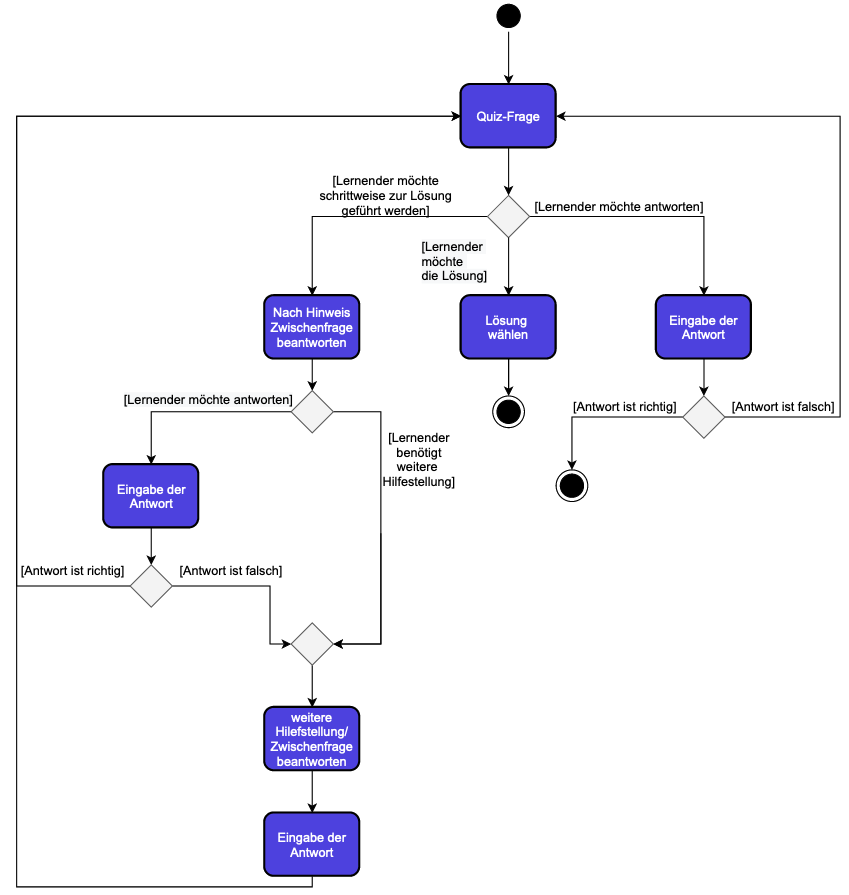 Quiz-Frage
[Lernender möchte
schrittweise zur Lösung
geführt werden]
[Lernender möchte antworten]
[Lernender
möchte
die Lösung]
Nach Hinweis
Zwischenfrage
beantworten
Lösung
wählen
Eingabe der
Antwort
[Lernender möchte antworten]
[Antwort ist richtig]
[Antwort ist falsch]
[Lernender
benötigt
weitere
Hilfestellung]
Eingabe der
Antwort
[Antwort ist richtig]
[Antwort ist falsch]
weitere
Hilefstellung/
Zwischenfrage
beantworten
Eingabe der
Antwort